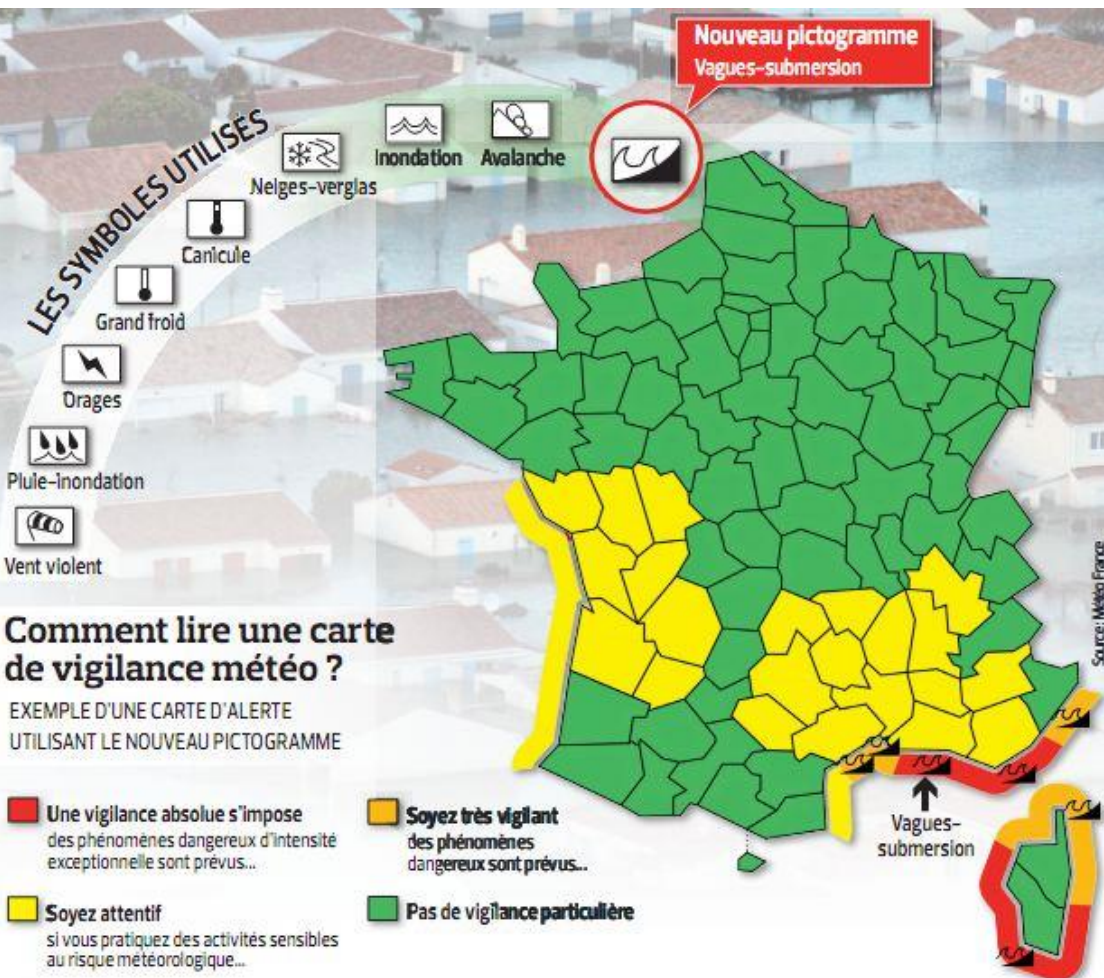 Nouveau pictogramme
Vagues-submersion
LES SYMBOLES UTILISES
Inondation
Avalanche
Neiges-verglas
Canicule
Grand froid
Orages
Pluie-inondation
Vent violent
Source: Météo France
Comment lire une carte
de vigilance météo ?
EXEMPLE D'UNE CARTE D'ALERTE
UTILISANT LE NOUVEAU PICTOGRAMME
Une vigilance absolue s'impose
des phénomènes dangereux d'intensité
exceptionnelle sont prévus...
Soyez très vigilant
des phénomènes
dangereux sont prévus...
Vagues-
submersion
Soyez attentif
si vous pratiquez des activités sensibles
au risque météorologique...
Pas de vigilance particulière